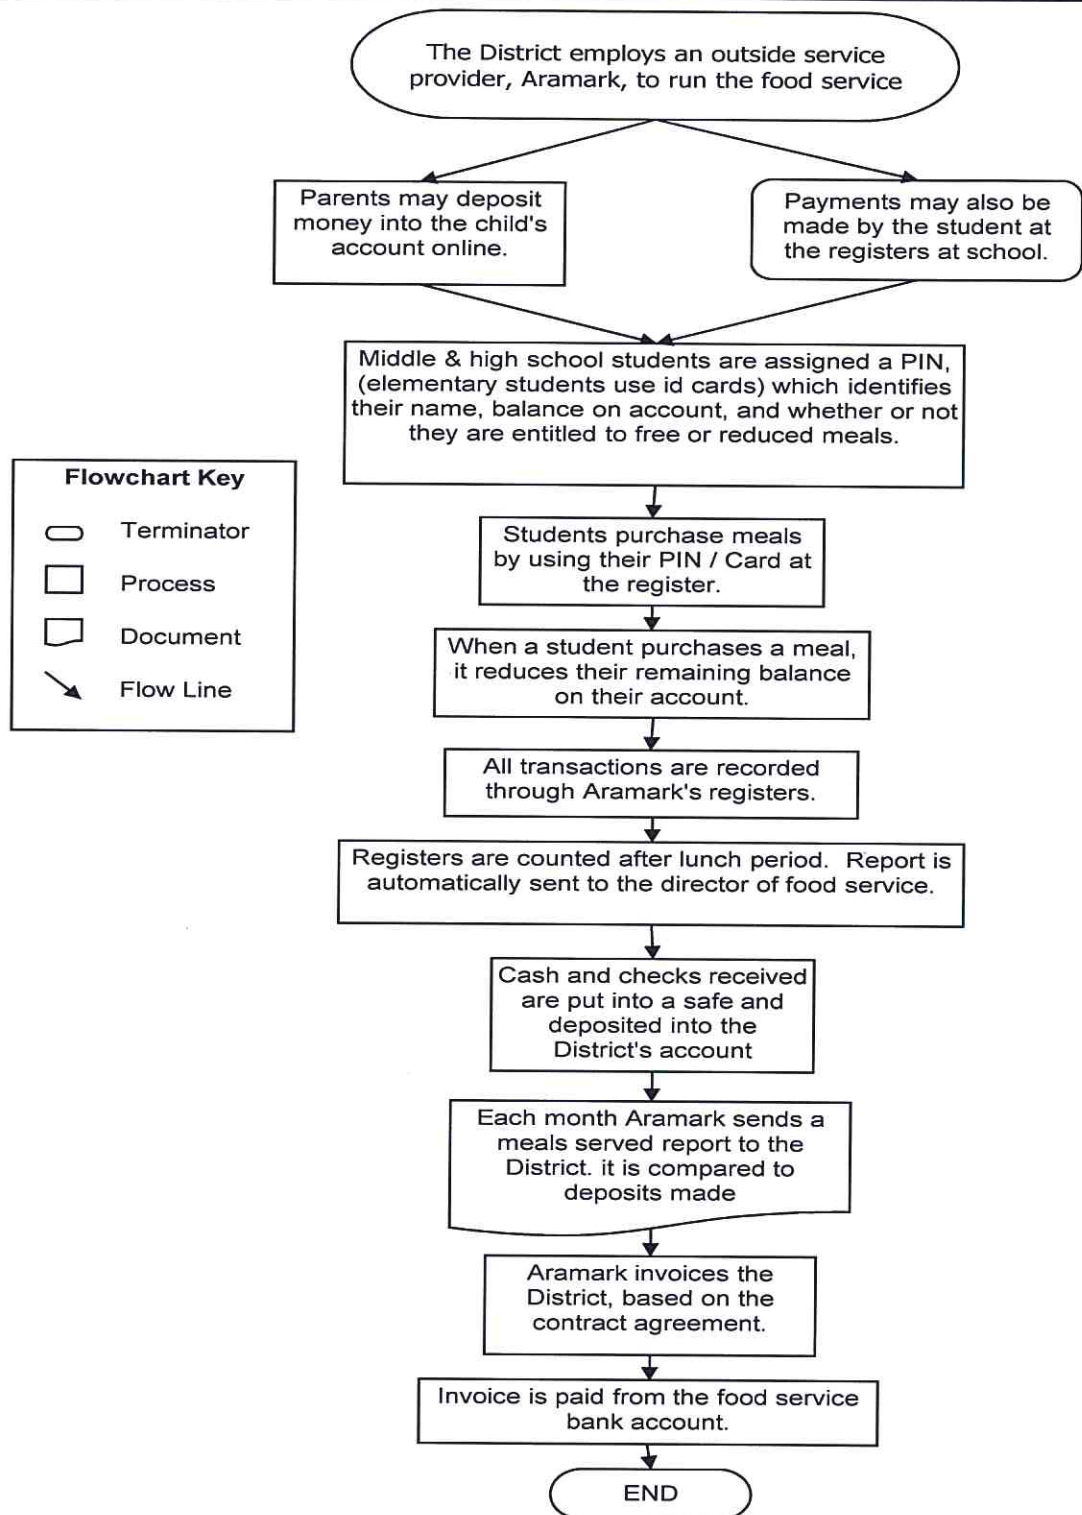 The District employs an outside service
provider, Aramark, to run the food service
Parents may deposit
money into the child's
account online.
Payments may also be
made by the student at
the registers at school.
Middle & high school students are assigned a PIN,
(elementary students use id cards) which identifies
their name, balance on account, and whether or not
they are entitled to free or reduced meals.
Flowchart Key
Terminator
Process
Document
Flow Line
Students purchase meals
by using their PIN / Card at
the register.
When a student purchases a meal,
it reduces their remaining balance
on their account.
All transactions are recorded
through Aramark's registers.
Registers are counted after lunch period. Report is
automatically sent to the director of food service.
Cash and checks received
are put into a safe and
deposited into the
District's account
Each month Aramark sends a
meals served report to the
District. it is compared to
deposits made
Aramark invoices the
District, based on the
contract agreement.
Invoice is paid from the food service
bank account.
END